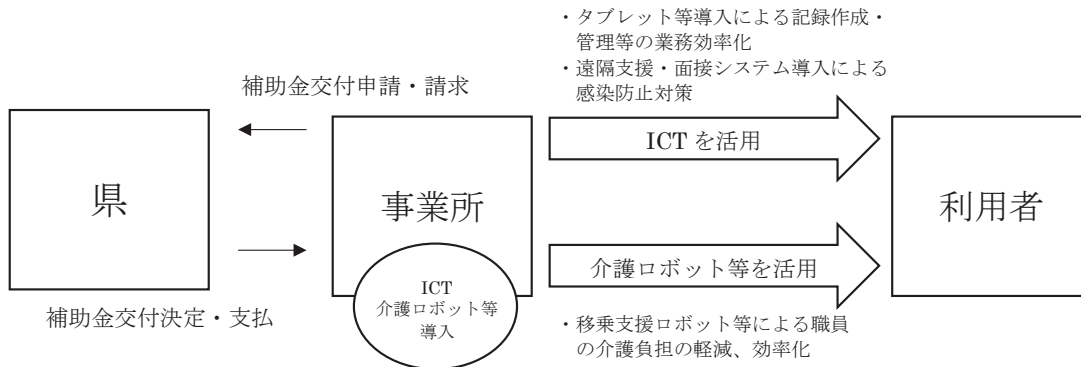 ・タブレット等導入による記録作成・
管理等の業務効率化
・遠隔支援・面接システム導入による
感染防止対策
補助金交付申請・請求
ICT を活用
県
事業所
利用者
介護ロボット等を活用
ICT
介護ロボット等
導入
補助金交付決定・支払
・移乗支援ロボット等による職員
の介護負担の軽減、効率化